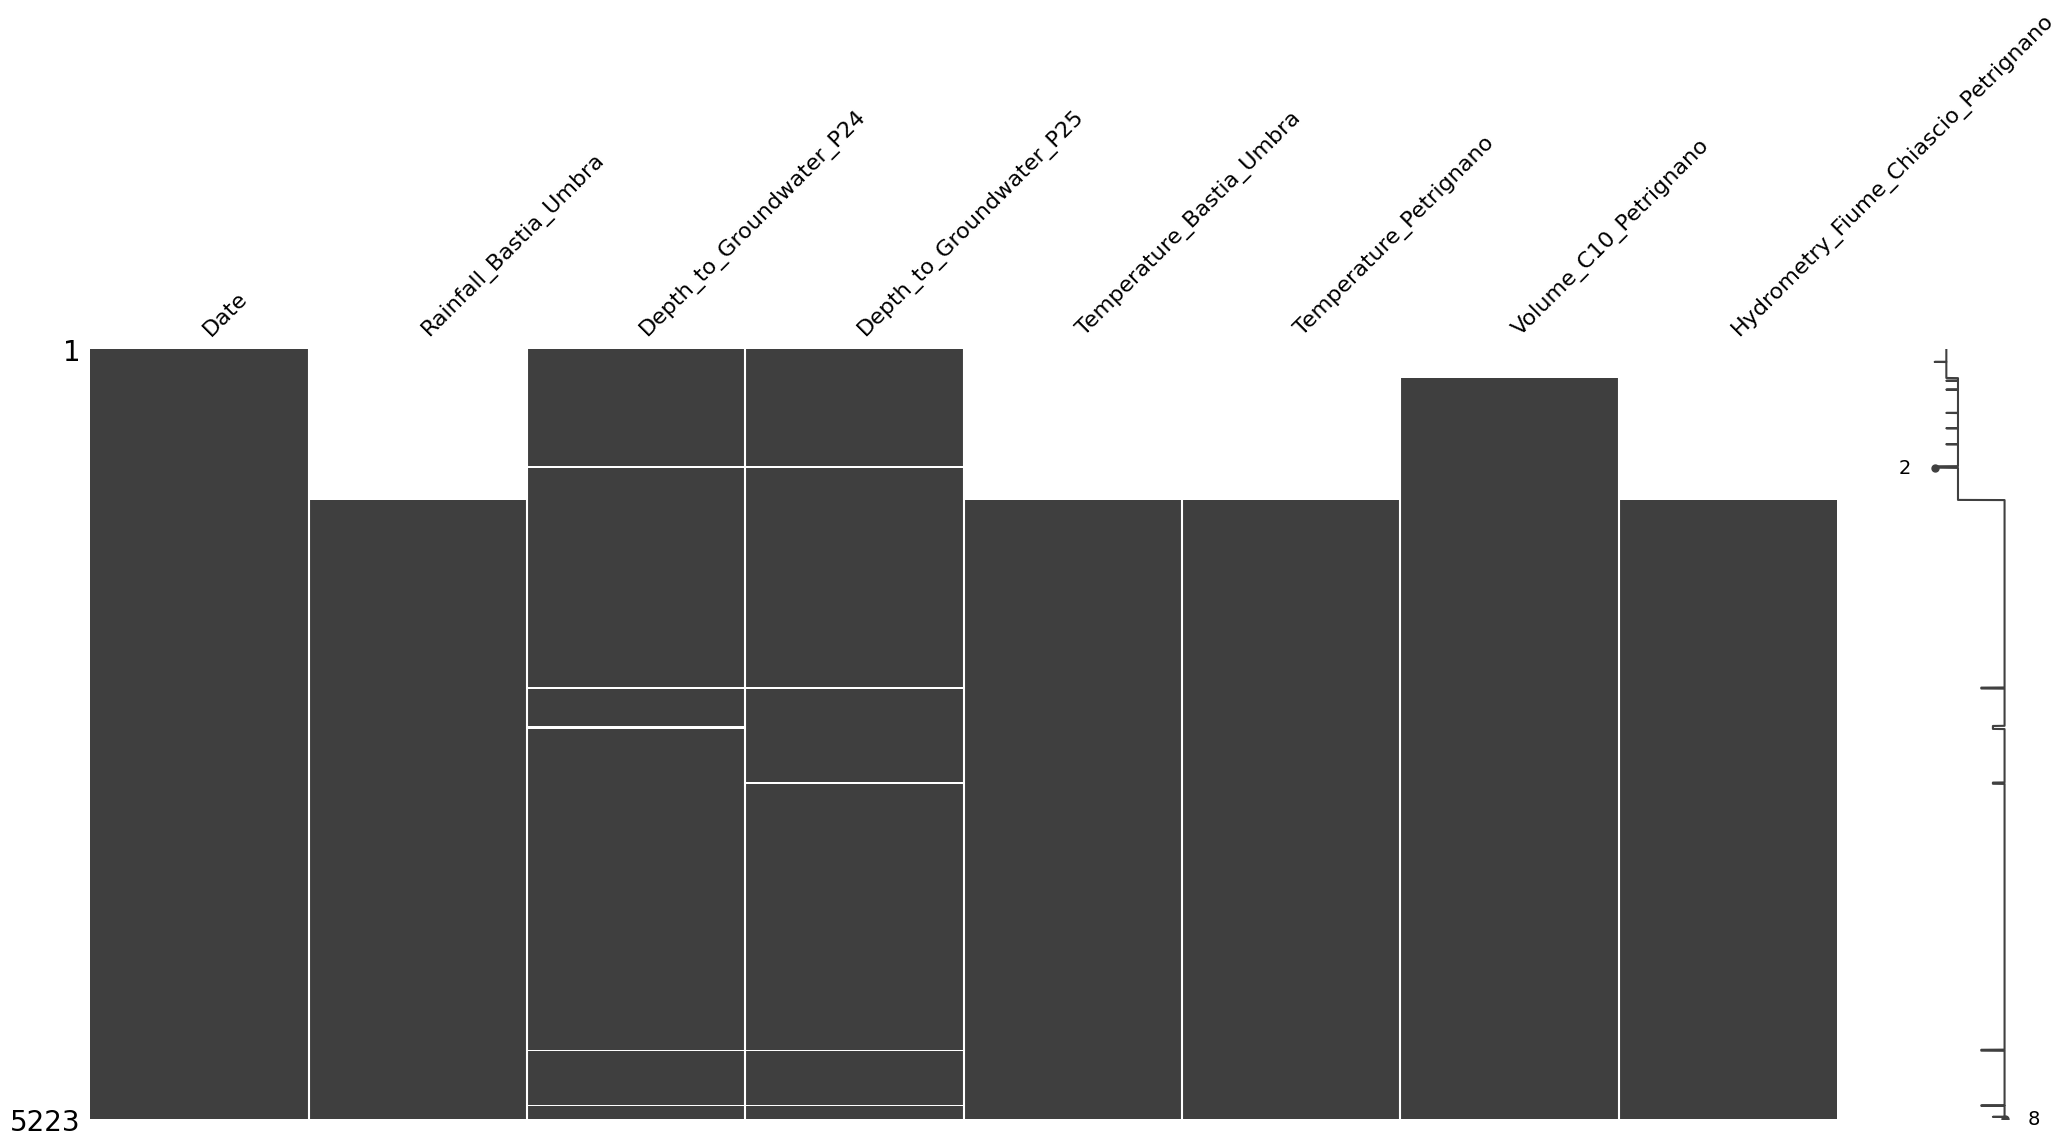 Date
Rainfall_Bastia_Umbra
Depth_to_Groundwater_P24
Depth_to_Groundwater_P25
Temperature_Bastia_Umbra
Temperature_Petrignano
Volume_C10_Petrignano
Hydrometry_Fiume_Chiascio_Petrignano
1
2
5223
8